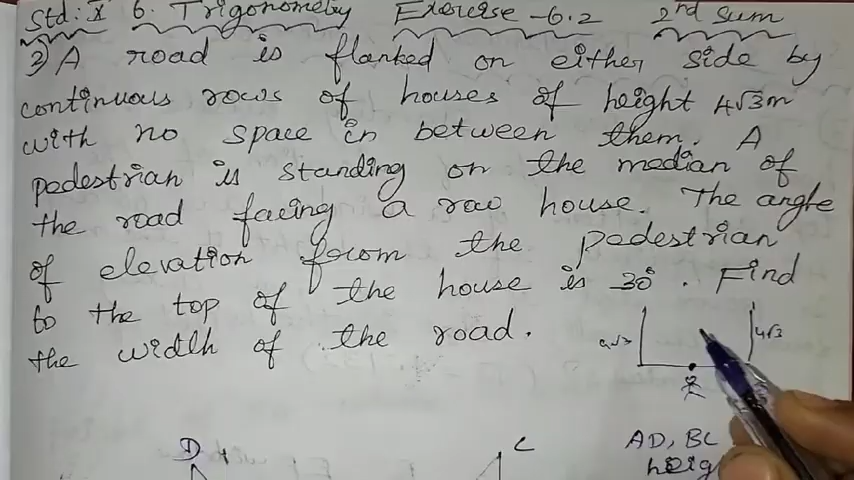 Std: X 6. Trigonometry Exercise -6.2 2nd Sum
2) A road is flanked on either side by
continuous rows of houses of height 4√3m
with no space in between them. A
pedestrian is standing on the median of
the road facing a row house. The angle
of elevation from the pedestrian
to the top of the house is 30°. Find
the width of the road.
4√3 4√3
D C
AD, BC
heig